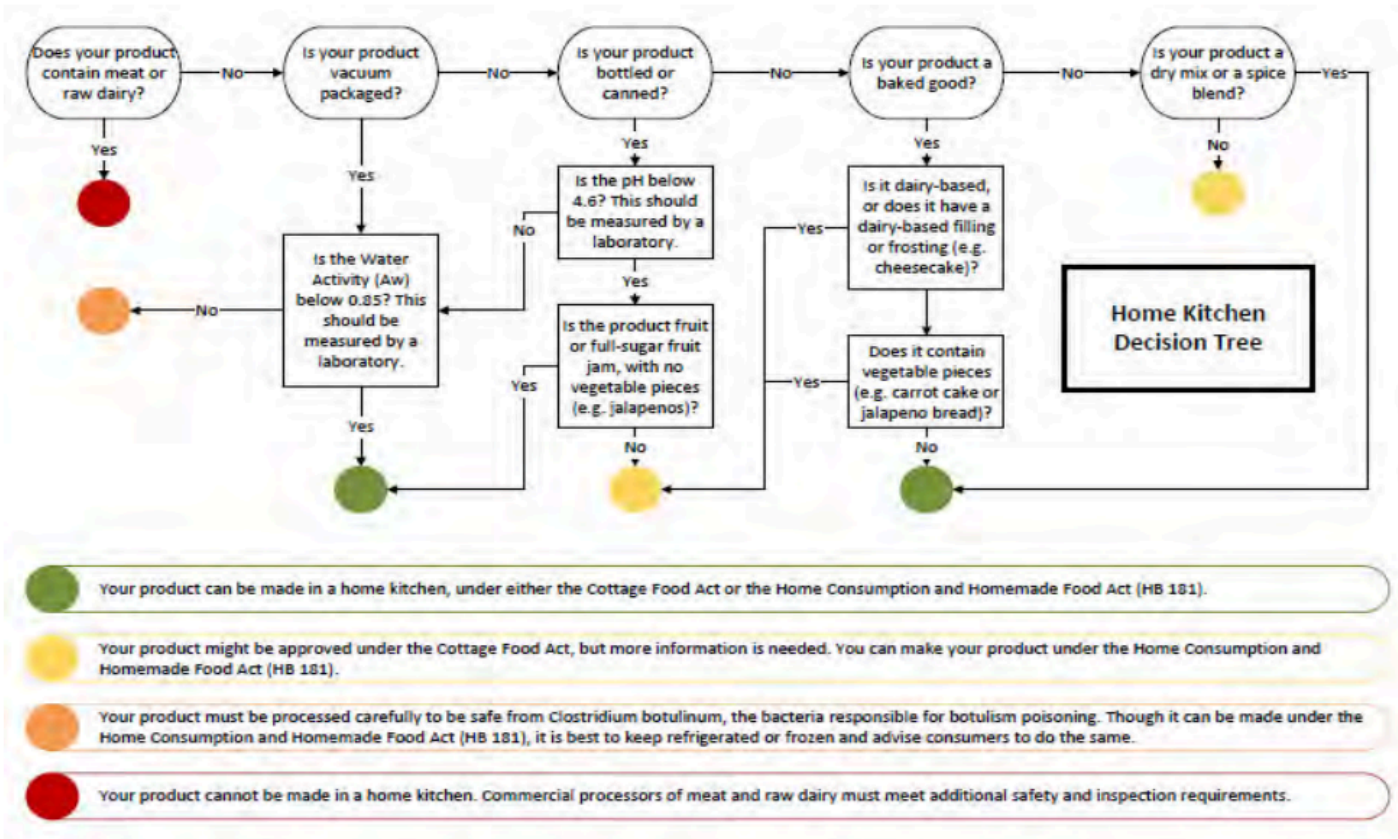 Does your product
contain meat or
raw dairy?
No
Is your product
vacuum
packaged?
No
Is your product
bottled or
canned?
No
Is your product a
baked good?
No
Is your product a
dry mix or a spice
blend?
Yes
Yes
Yes
Yes
Yes
No
Is the pH below
4.6? This should
be measured by a
laboratory.
No
Is it dairy-based,
or does it have a
dairy-based filling
or frosting (e.g.
cheesecake)?
Yes
Is the Water
Activity (Aw)
below 0.85? This
should be
measured by a
laboratory.
No
Yes
Is the product fruit
or full-sugar fruit
jam, with no
vegetable pieces
(e.g. jalapenos)?
Yes
Does it contain
vegetable pieces
(e.g. carrot cake or
jalapeno bread)?
Yes
Home Kitchen
Decision Tree
Yes
No
No
Your product can be made in a home kitchen, under either the Cottage Food Act or the Home Consumption and Homemade Food Act (HB 181).
Your product might be approved under the Cottage Food Act, but more information is needed. You can make your product under the Home Consumption and
Homemade Food Act (HB 181).
Your product must be processed carefully to be safe from Clostridium botulinum, the bacteria responsible for botulism poisoning. Though it can be made under the
Home Consumption and Homemade Food Act (HB 181), it is best to keep refrigerated or frozen and advise consumers to do the same.
Your product cannot be made in a home kitchen. Commercial processors of meat and raw dairy must meet additional safety and inspection requirements.